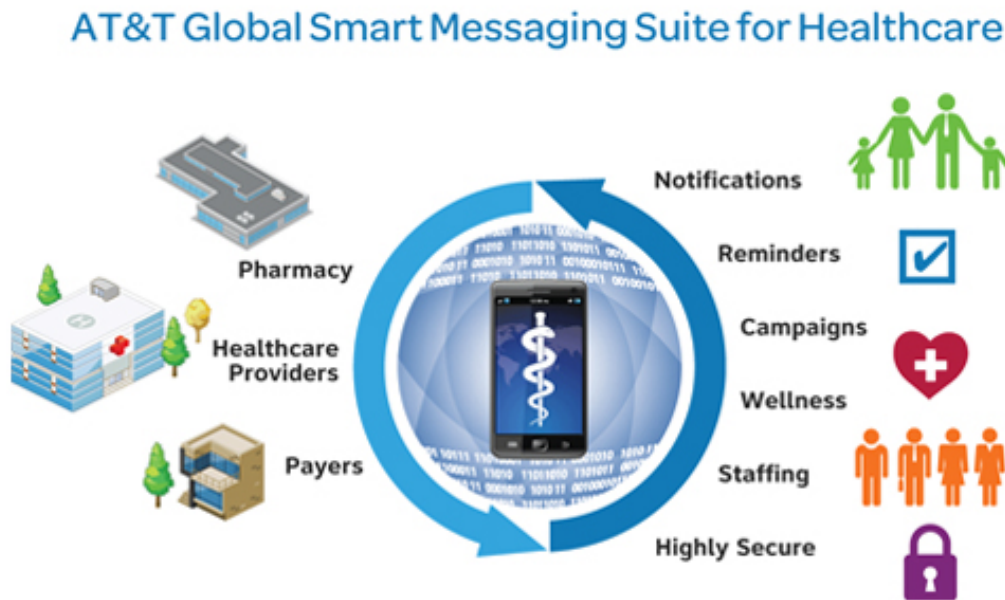 AT&T Global Smart Messaging Suite for Healthcare
Pharmacy
Healthcare
Providers
Payers
Notifications
Reminders
Campaigns
Wellness
Staffing
Highly Secure